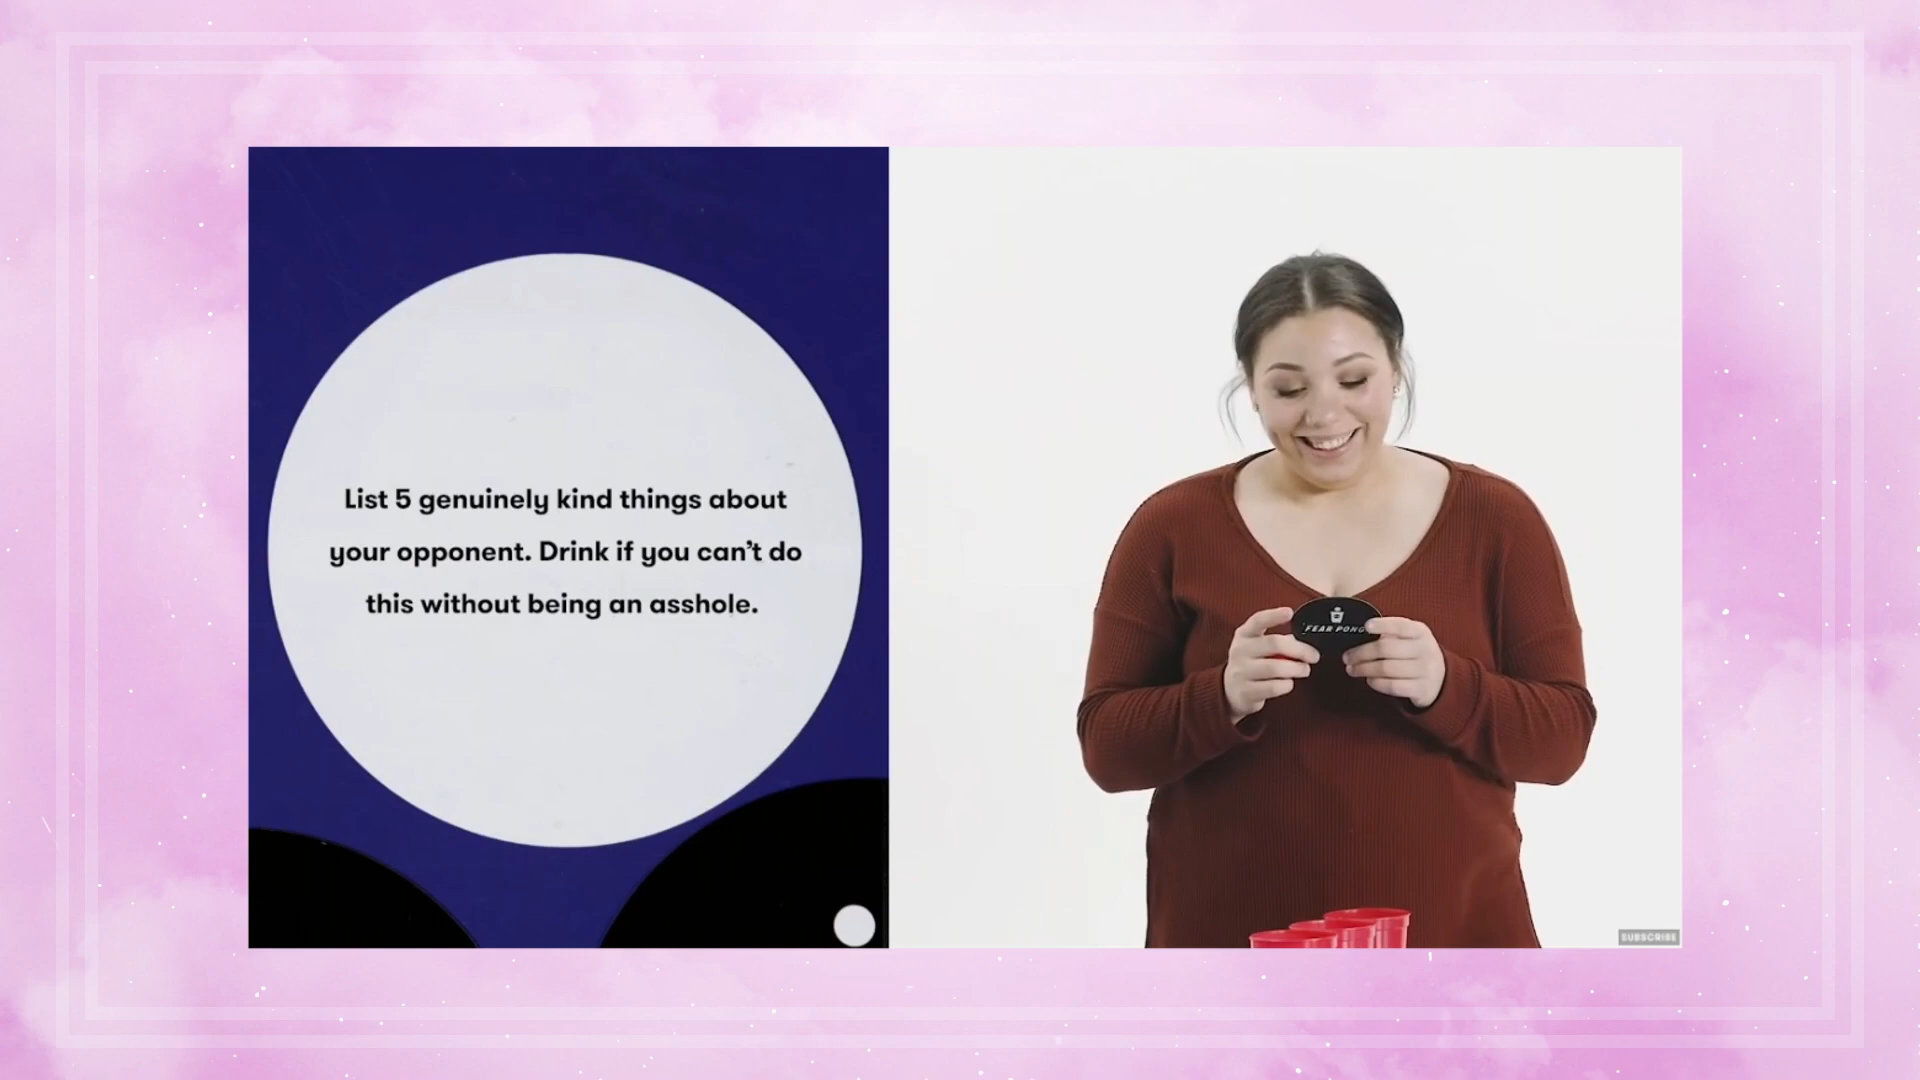 List 5 genuinely kind things about
your opponent. Drink if you can't do
this without being an asshole.
FEAR PONG
SUBSCRIBE